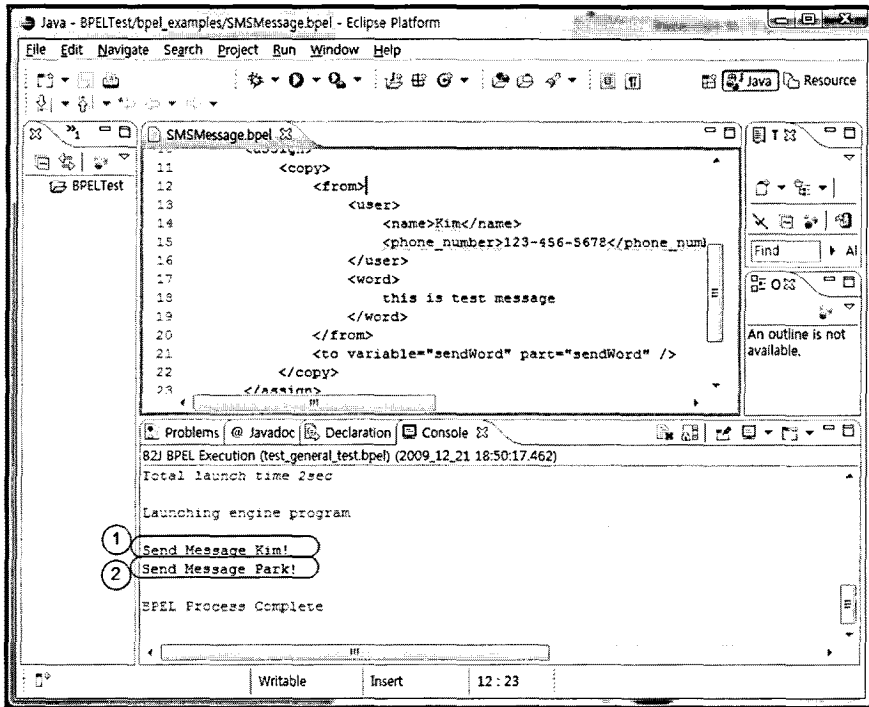 Java - BPELTest/bpel_examples/SMSMessage.bpel - Eclipse Platform
File Edit Navigate Search Project Run Window Help
Java Resource
1
SMSMessage.bpel
T
BPELTest
11 <copy>
12 <from>
13 <user>
14 <name>Kim</name>
15 <phone_number>123-456-5678</phone_num
16 </user>
17 <word>
18 this is test message
19 </word>
20 </from>
21 <to variable="sendWord" part="sendWord" />
22 </copy>
23 </assign>
Find Al
O
An outline is not
available.
Problems @ Javadoc Declaration Console
B2J BPEL Execution (test_general_test.bpel) (2009_12_21 18:50:17.462)
Total launch time 2sec
Launching engine program
1 Send Message Kim!
2 Send Message Park!
BPEL Process Complete
Writable Insert 12 : 23